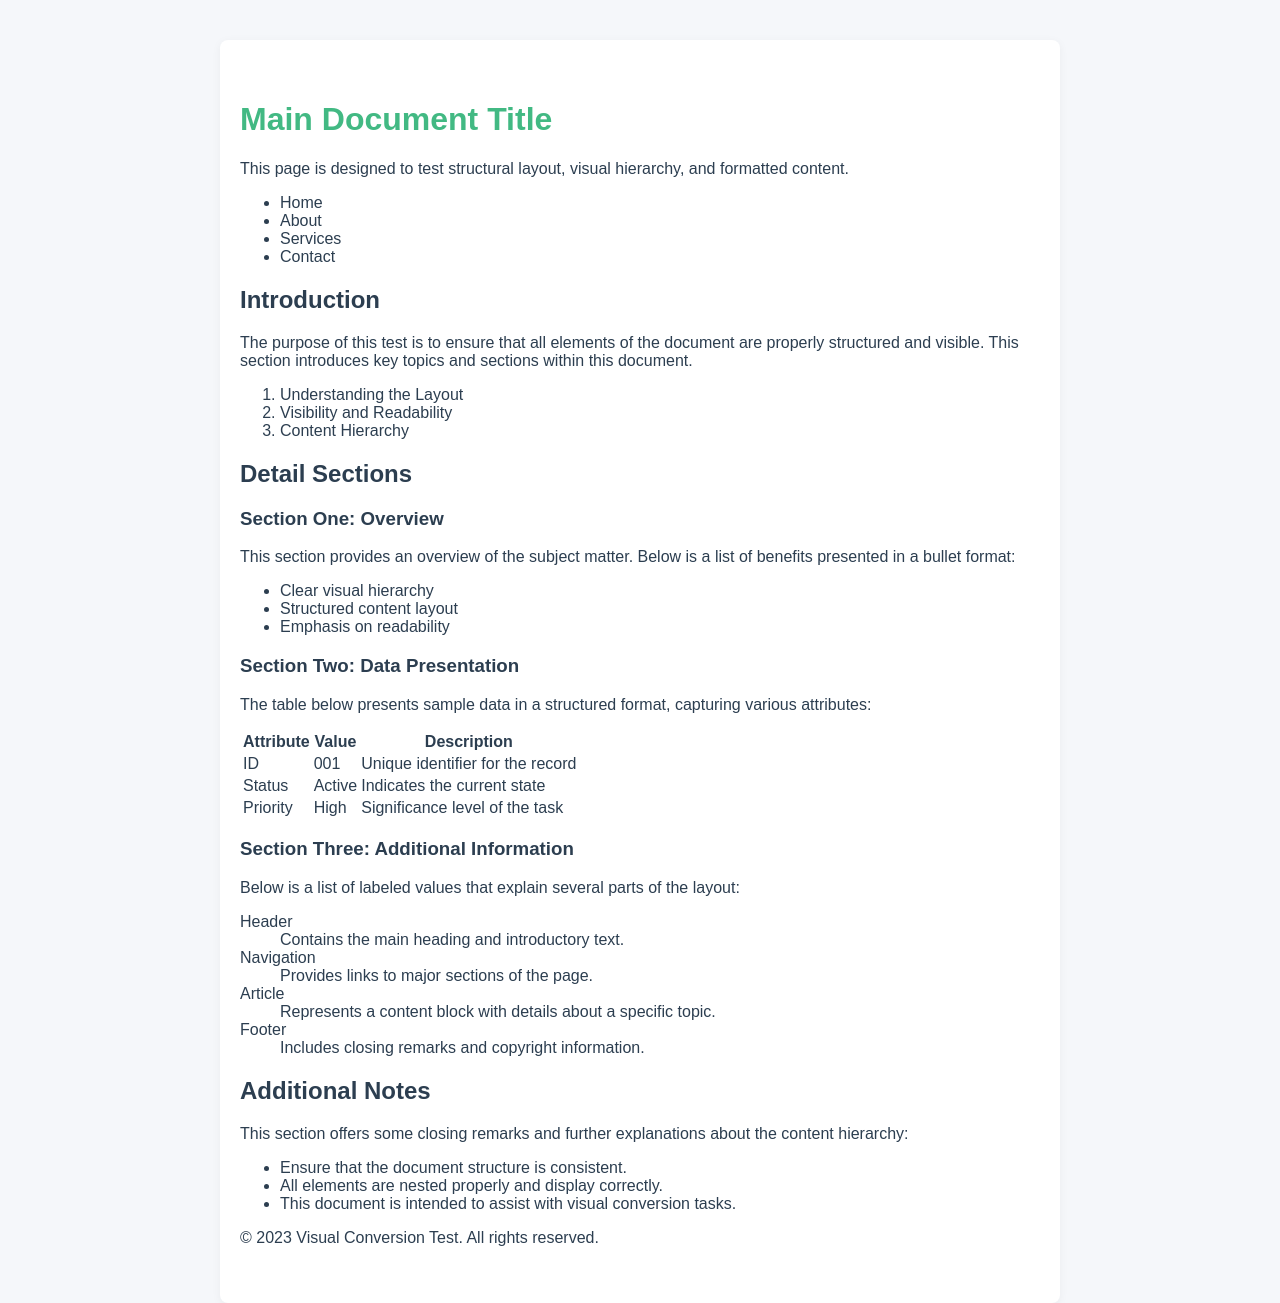 Main Document Title
This page is designed to test structural layout, visual hierarchy, and formatted content.
• Home
• About
• Services
• Contact
Introduction
The purpose of this test is to ensure that all elements of the document are properly structured and visible. This
section introduces key topics and sections within this document.
1. Understanding the Layout
2. Visibility and Readability
3. Content Hierarchy
Detail Sections
Section One: Overview
This section provides an overview of the subject matter. Below is a list of benefits presented in a bullet format:
• Clear visual hierarchy
• Structured content layout
• Emphasis on readability
Section Two: Data Presentation
The table below presents sample data in a structured format, capturing various attributes:
Attribute Value Description
ID 001 Unique identifier for the record
Status Active Indicates the current state
Priority High Significance level of the task
Section Three: Additional Information
Below is a list of labeled values that explain several parts of the layout:
Header
Contains the main heading and introductory text.
Navigation
Provides links to major sections of the page.
Article
Represents a content block with details about a specific topic.
Footer
Includes closing remarks and copyright information.
Additional Notes
This section offers some closing remarks and further explanations about the content hierarchy:
• Ensure that the document structure is consistent.
• All elements are nested properly and display correctly.
• This document is intended to assist with visual conversion tasks.
© 2023 Visual Conversion Test. All rights reserved.